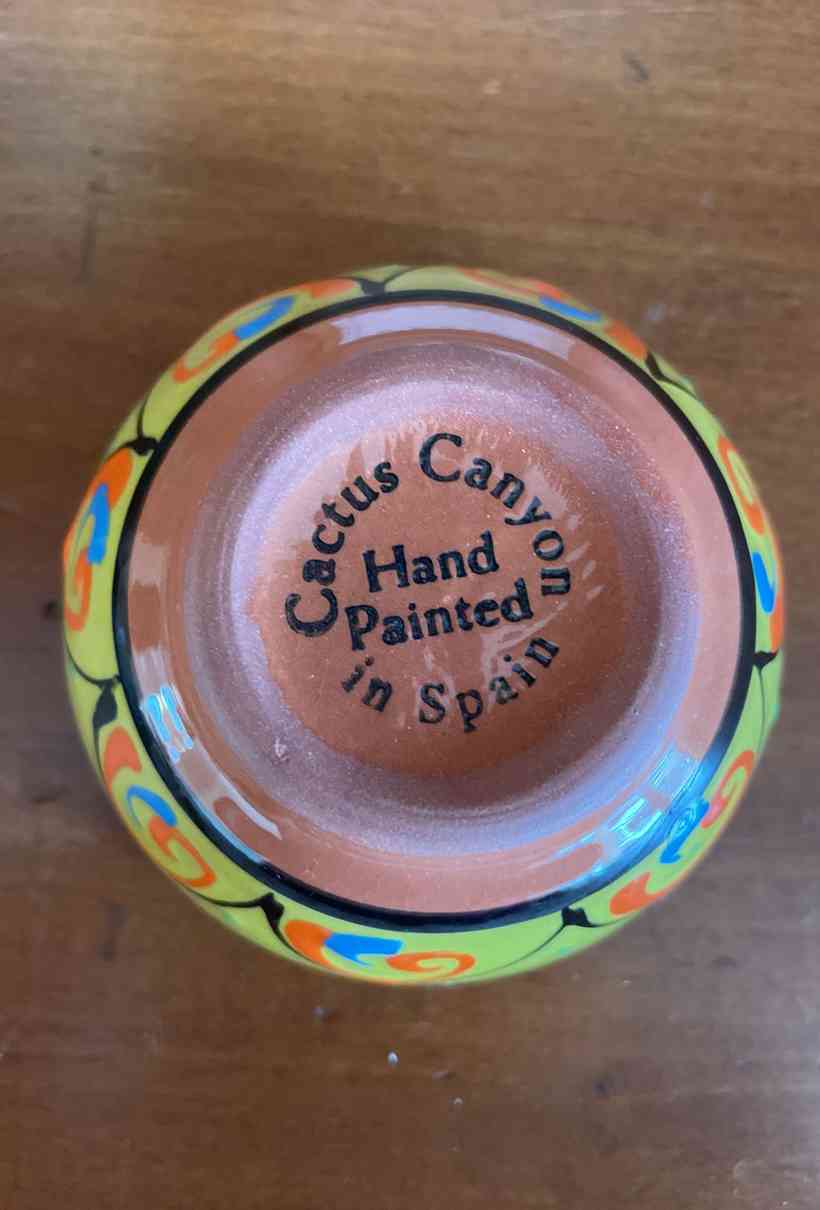 Cactus Canyon
Hand
Painted
in Spain